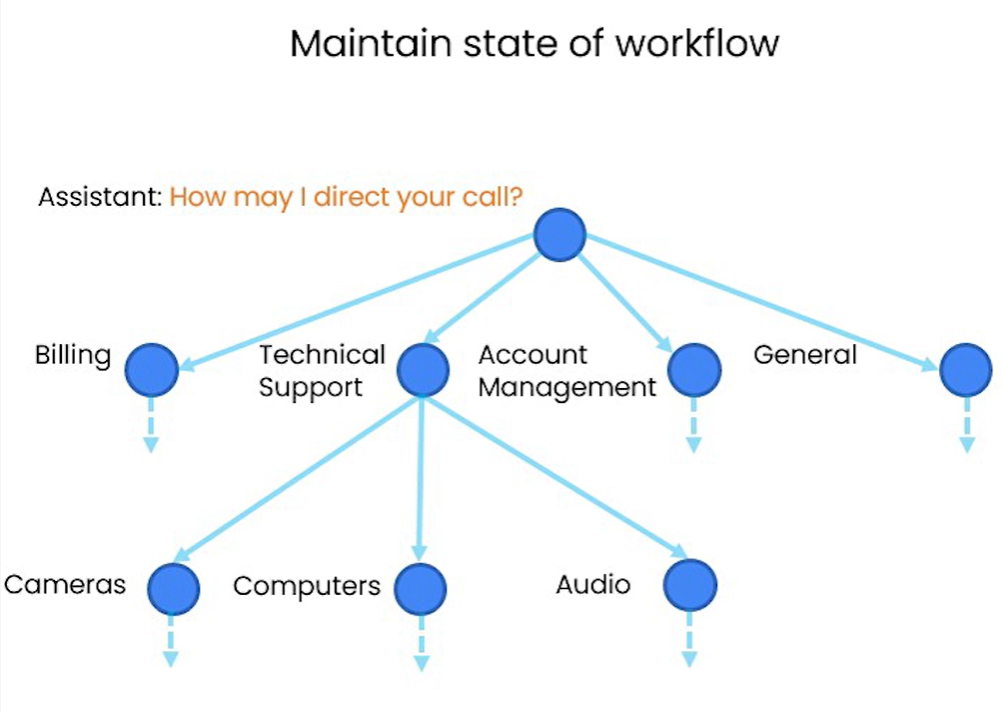 Maintain state of workflow
Assistant: How may I direct your call?
Billing
Technical
Support
Account
Management
General
Cameras
Computers
Audio